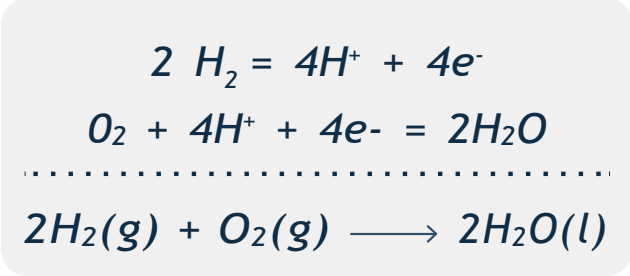 2 H₂ = 4H⁺ + 4e⁻
O₂ + 4H⁺ + 4e- = 2H₂O
2H₂(g) + O₂(g) ⟶ 2H₂O(l)